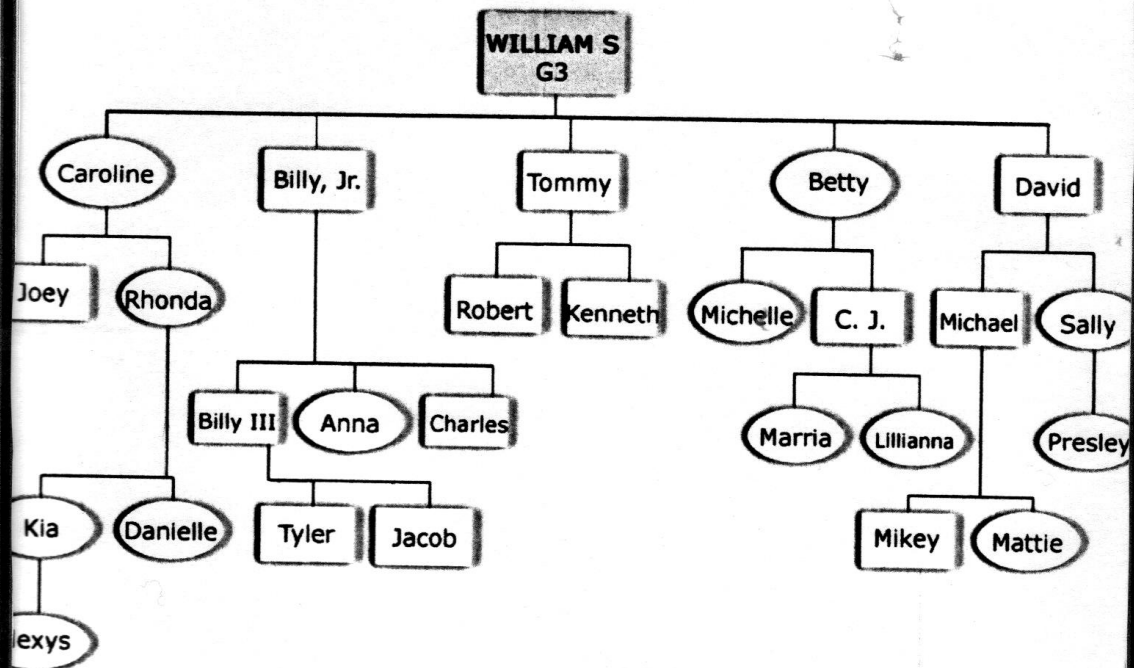 WILLIAM S
G3
Caroline
Billy, Jr.
Tommy
Betty
David
Joey
Rhonda
Robert
Kenneth
Michelle
C. J.
Michael
Sally
Billy III
Anna
Charles
Marria
Lillianna
Presley
Kia
Danielle
Tyler
Jacob
Mikey
Mattie